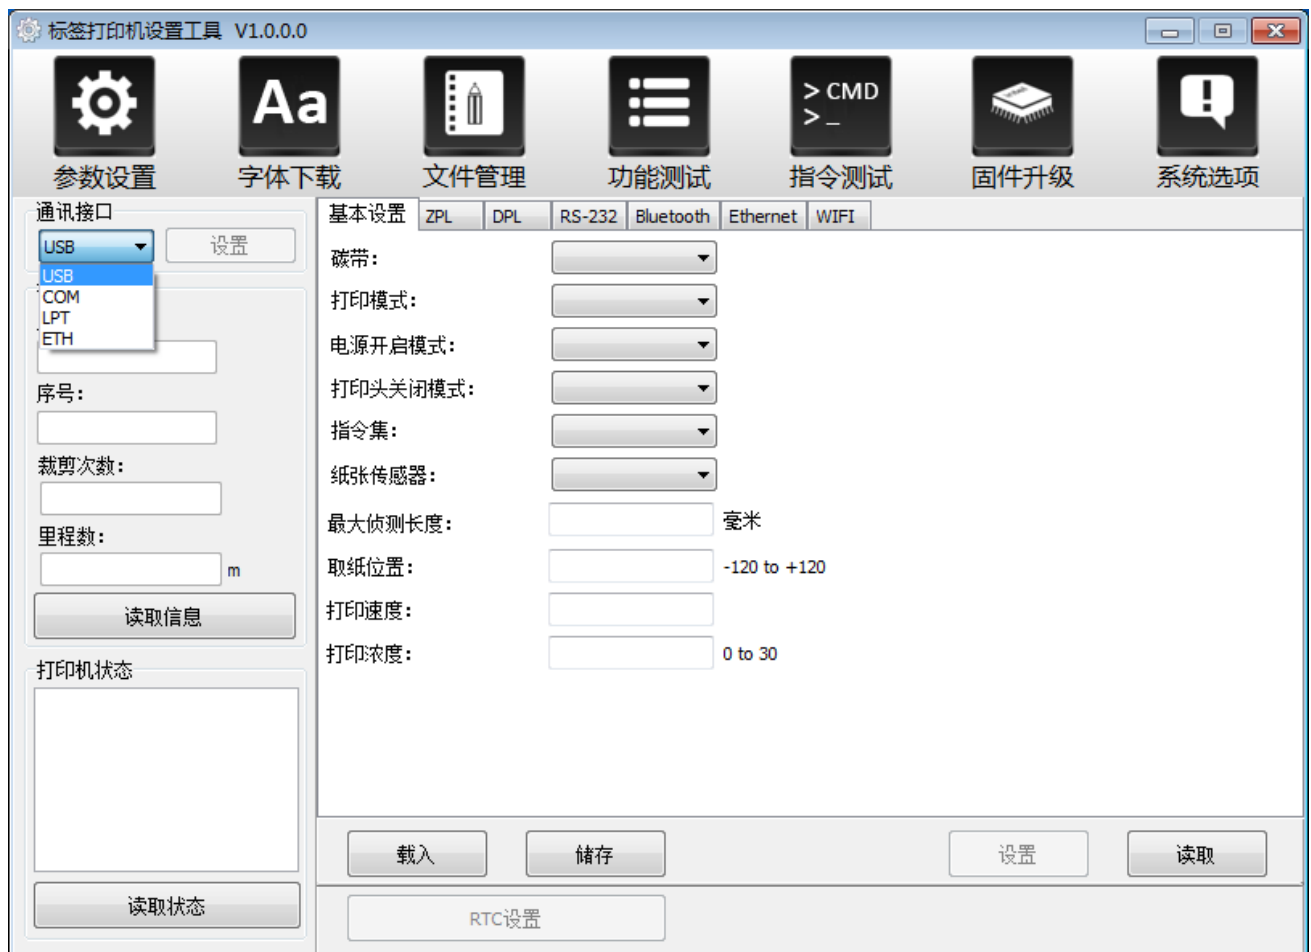 标签打印机设置工具 V1.0.0.0
Aa
> CMD
> _
参数设置
字体下载
文件管理
功能测试
指令测试
固件升级
系统选项
通讯接口
USB
设置
USB
COM
LPT
ETH
序号:
裁剪次数:
里程数:
m
读取信息
打印机状态
读取状态
基本设置 ZPL DPL RS-232 Bluetooth Ethernet WIFI
碳带:
打印模式:
电源开启模式:
打印头关闭模式:
指令集:
纸张传感器:
最大侦测长度: 毫米
取纸位置: -120 to +120
打印速度:
打印浓度: 0 to 30
载入
储存
设置
读取
RTC设置